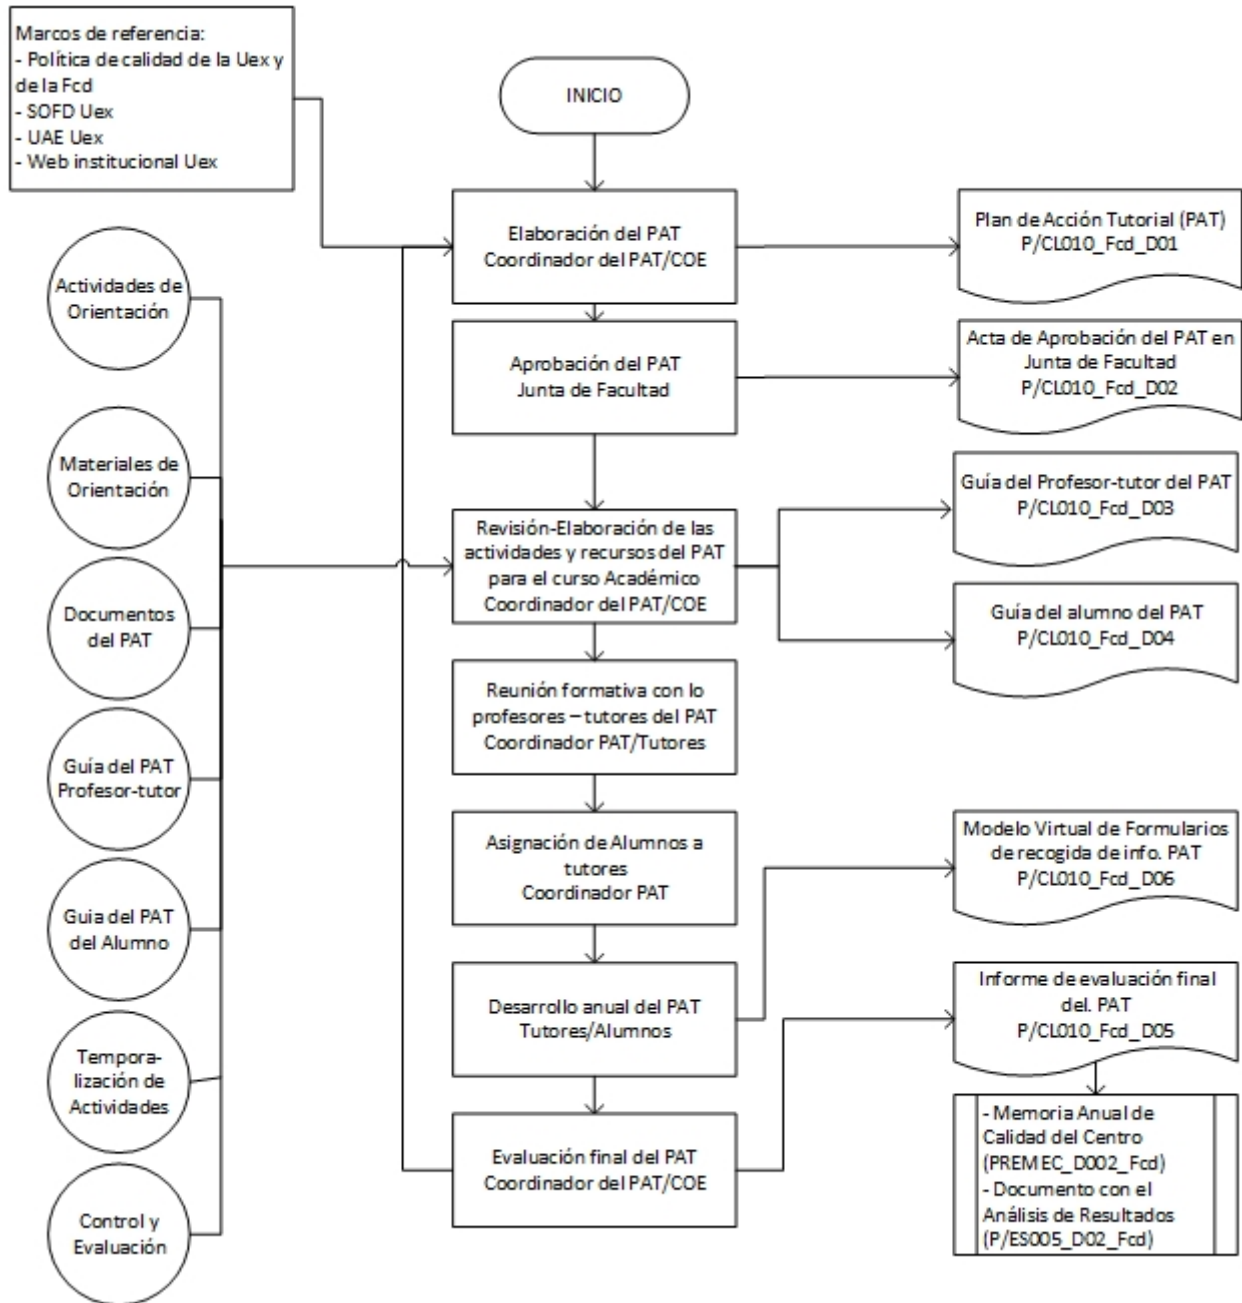 Marcos de referencia:
- Política de calidad de la Uex y
de la Fcd
- SOFD Uex
- UAE Uex
- Web institucional Uex
INICIO
Elaboración del PAT
Coordinador del PAT/COE
Plan de Acción Tutorial (PAT)
P/CL010_Fcd_D01
Actividades de
Orientación
Aprobación del PAT
Junta de Facultad
Acta de Aprobación del PAT en
Junta de Facultad
P/CL010_Fcd_D02
Materiales de
Orientación
Revisión-Elaboración de las
actividades y recursos del PAT
para el curso Académico
Coordinador del PAT/COE
Guía del Profesor-tutor del PAT
P/CL010_Fcd_D03
Documentos
del PAT
Guía del alumno del PAT
P/CL010_Fcd_D04
Reunión formativa con lo
profesores – tutores del PAT
Coordinador PAT/Tutores
Guía del PAT
Profesor-tutor
Asignación de Alumnos a
tutores
Coordinador PAT
Modelo Virtual de Formularios
de recogida de info. PAT
P/CL010_Fcd_D06
Guia del PAT
del Alumno
Desarrollo anual del PAT
Tutores/Alumnos
Informe de evaluación final
del. PAT
P/CL010_Fcd_D05
Tempora-
lización de
Actividades
Evaluación final del PAT
Coordinador del PAT/COE
- Memoria Anual de
Calidad del Centro
(PREMEC_D002_Fcd)
- Documento con el
Análisis de Resultados
(P/ES005_D02_Fcd)
Control y
Evaluación